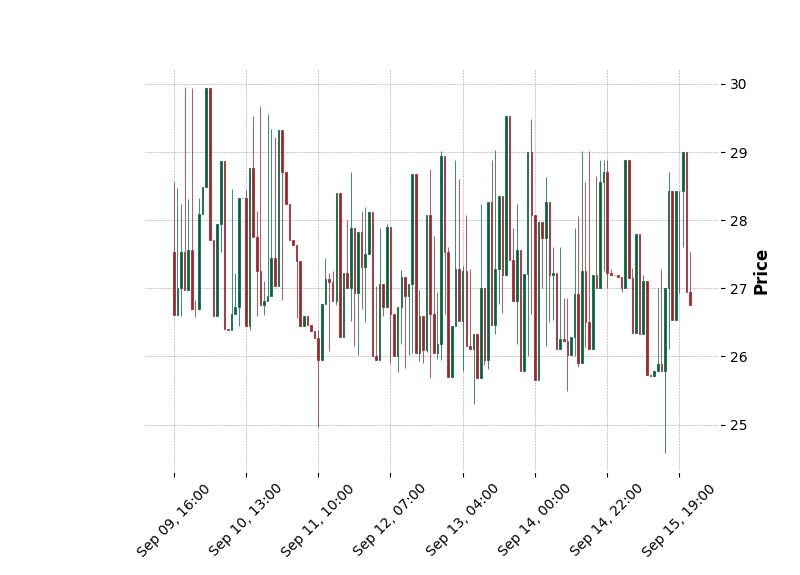 30
29
28
27
26
25
Price
Sep 09, 16:00
Sep 10, 13:00
Sep 11, 10:00
Sep 12, 07:00
Sep 13, 04:00
Sep 14, 00:00
Sep 14, 22:00
Sep 15, 19:00